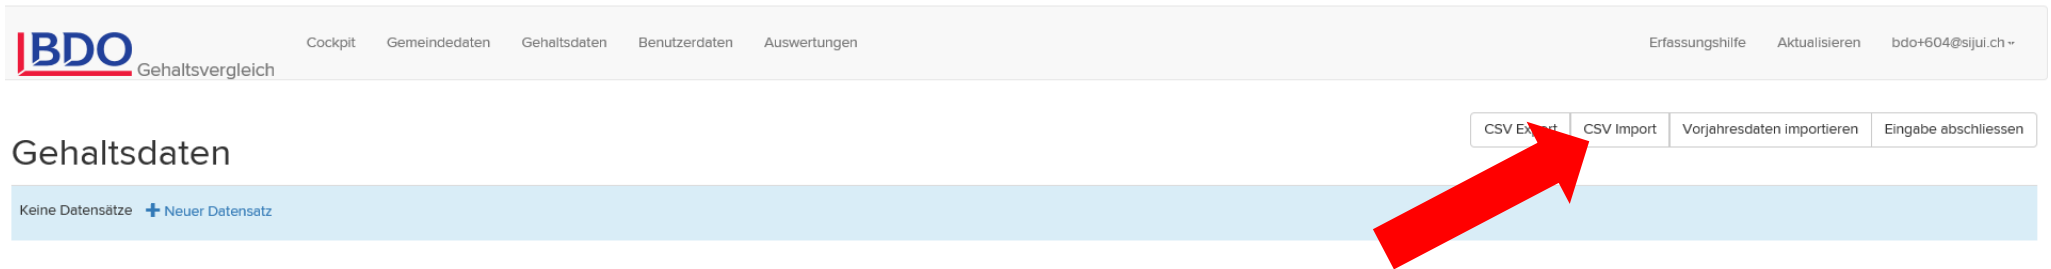 BDO Gehaltsvergleich Cockpit Gemeindedaten Gehaltsdaten Benutzerdaten Auswertungen Erfassungshilfe Aktualisieren bdo+604@sijui.ch
CSV Export CSV Import Vorjahresdaten importieren Eingabe abschliessen
Gehaltsdaten
Keine Datensätze + Neuer Datensatz